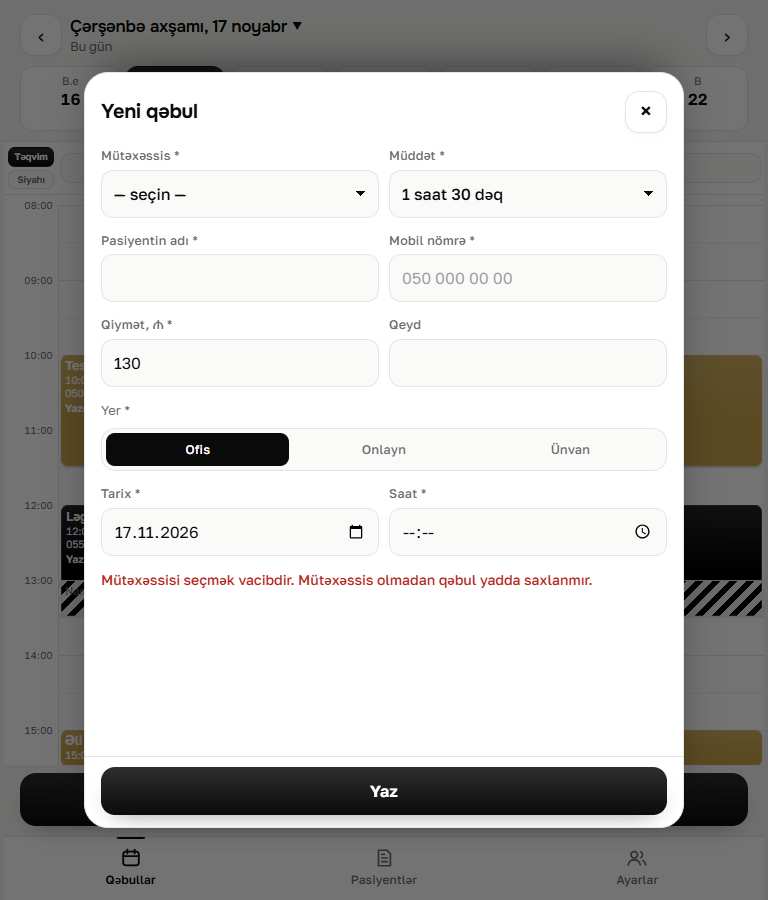 Çərşənbə axşamı, 17 noyabr ▼
Bu gün
B.e
16
B
22
Təqvim
Siyahı
Yeni qəbul
×
Mütəxəssis *
Müddət *
— seçin —
1 saat 30 dəq
Pasiyentin adı *
Mobil nömrə *
050 000 00 00
Qiymət, ₼ *
Qeyd
130
Yer *
Ofis
Onlayn
Ünvan
Tarix *
Saat *
17.11.2026
--:--
Mütəxəssisi seçmək vacibdir. Mütəxəssis olmadan qəbul yadda saxlanmır.
Yaz
08:00
09:00
10:00
11:00
12:00
13:00
14:00
15:00
Qəbullar
Pasiyentlər
Ayarlar